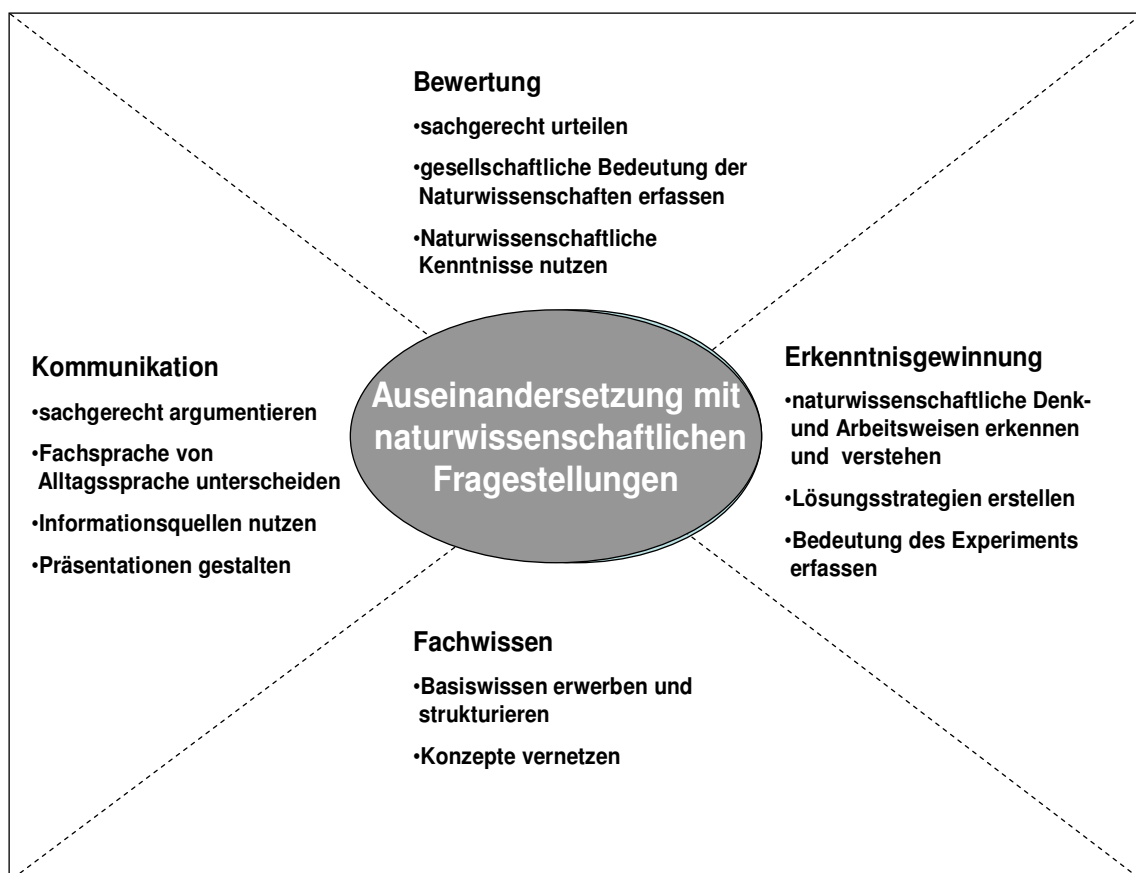 Bewertung
•sachgerecht urteilen
•gesellschaftliche Bedeutung der
Naturwissenschaften erfassen
•Naturwissenschaftliche
Kenntnisse nutzen
Kommunikation
•sachgerecht argumentieren
•Fachsprache von
Alltagssprache unterscheiden
•Informationsquellen nutzen
•Präsentationen gestalten
Auseinandersetzung mit
naturwissenschaftlichen
Fragestellungen
Erkenntnisgewinnung
•naturwissenschaftliche Denk-
und Arbeitsweisen erkennen
und verstehen
•Lösungsstrategien erstellen
•Bedeutung des Experiments
erfassen
Fachwissen
•Basiswissen erwerben und
strukturieren
•Konzepte vernetzen